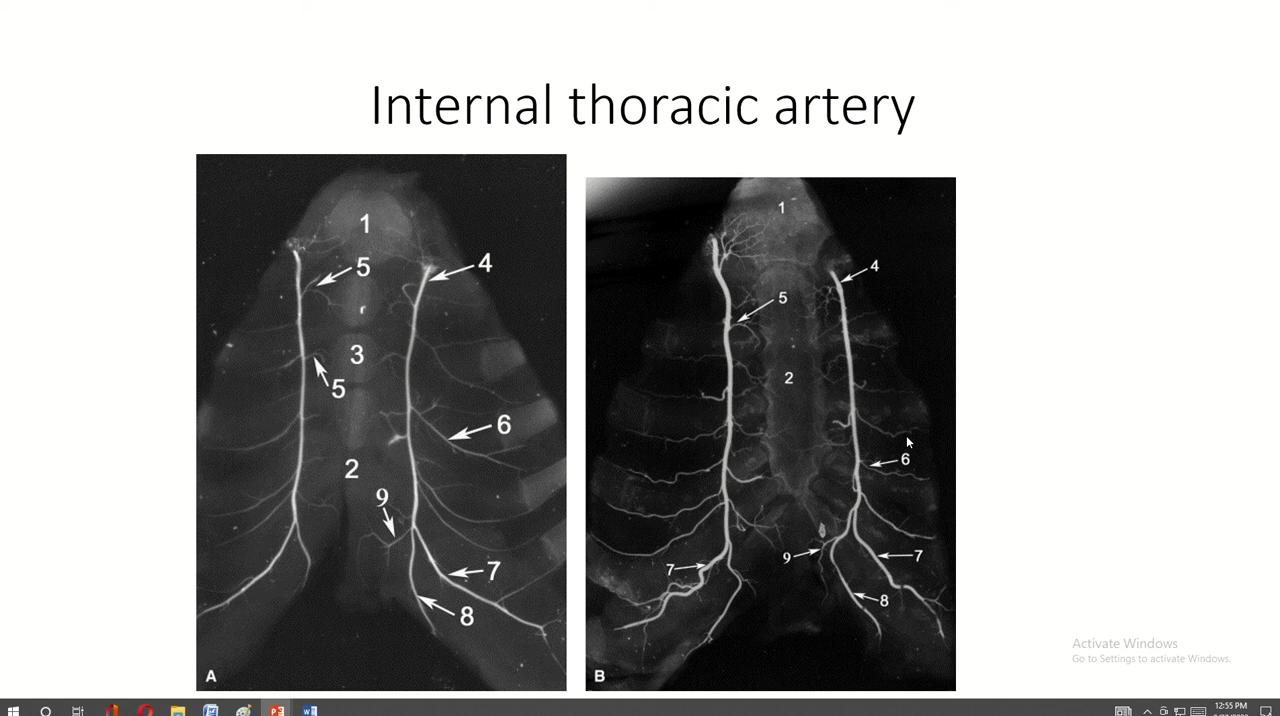 Internal thoracic artery
1
5
4
r
3
5
6
2
9
7
8
A
1
4
5
2
6
9
7
7
8
B
Activate Windows
Go to Settings to activate Windows.
12:55 PM